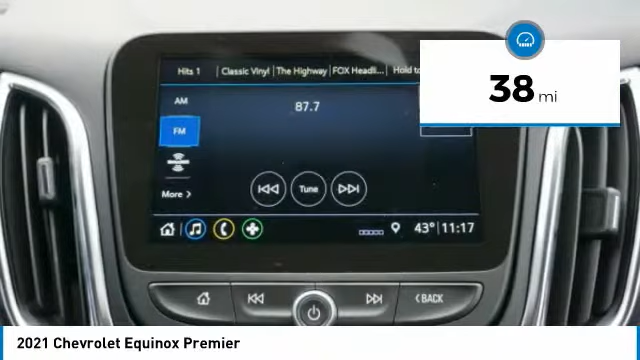 Hits 1 Classic Vinyl The Highway FOX Headli... Hold to
38 mi
AM
87.7
FM
Tune
More >
43° 11:17
< BACK
2021 Chevrolet Equinox Premier